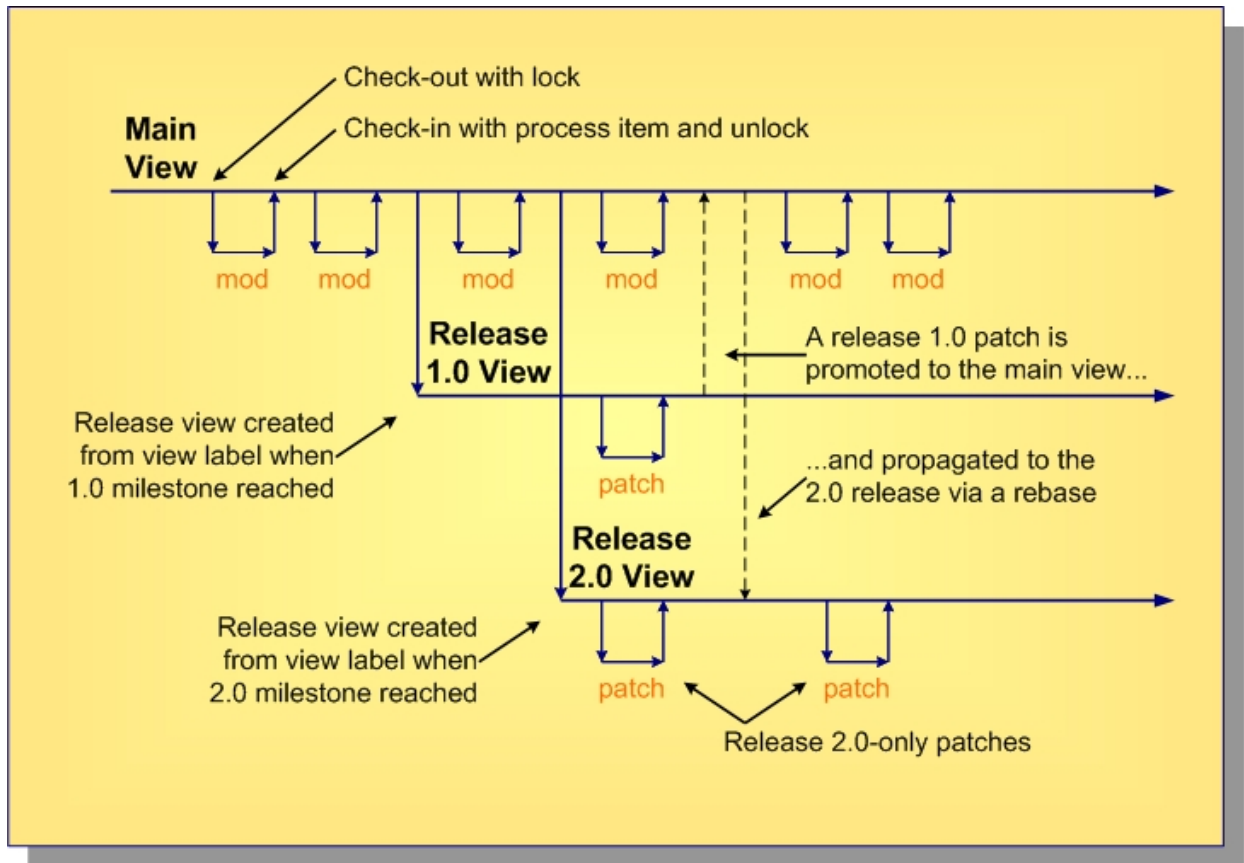 Check-out with lock
Main
View
Check-in with process item and unlock
mod
mod
mod
mod
mod
mod
Release
1.0 View
A release 1.0 patch is
promoted to the main view...
Release view created
from view label when
1.0 milestone reached
patch
...and propagated to the
2.0 release via a rebase
Release
2.0 View
Release view created
from view label when
2.0 milestone reached
patch
patch
Release 2.0-only patches